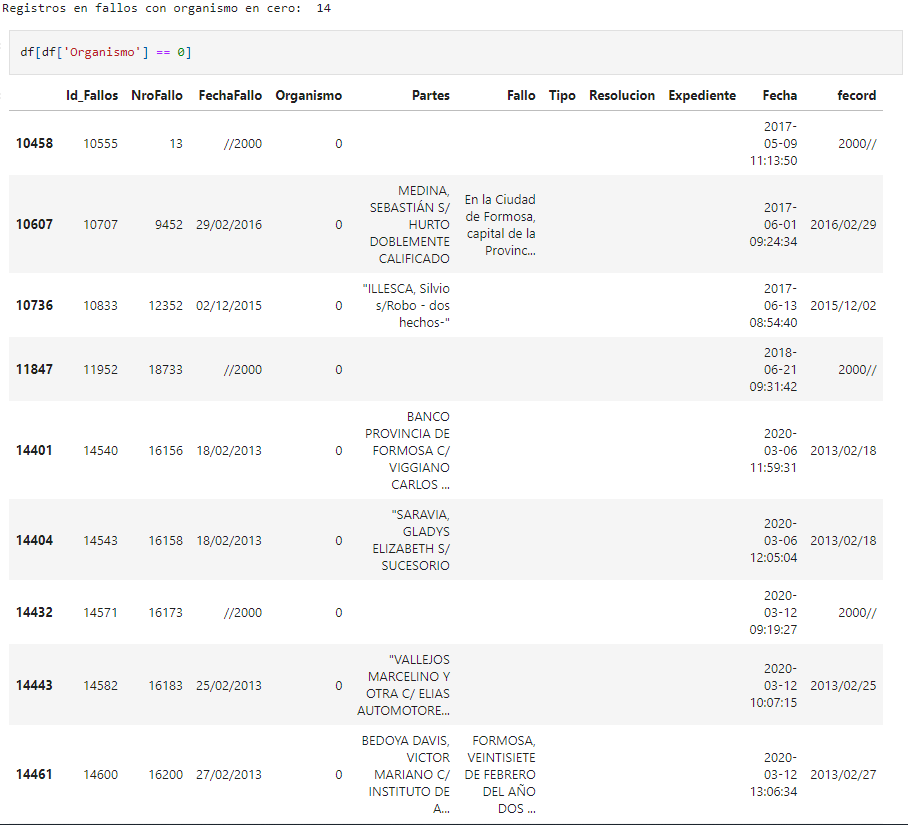 Registros en fallos con organismo en cero:  14
df[df['Organismo'] == 0]
Id_Fallos NroFallo FechaFallo Organismo Partes Fallo Tipo Resolucion Expediente Fecha fecord
10458 10555 13 //2000 0 2017-05-09 11:13:50 2000//
10607 10707 9452 29/02/2016 0 MEDINA, SEBASTIÁN S/ HURTO DOBLEMENTE CALIFICADO En la Ciudad de Formosa, capital de la Provinc... 2017-06-01 09:24:34 2016/02/29
10736 10833 12352 02/12/2015 0 "ILLESCA, Silvio s/Robo - dos hechos-" 2017-06-13 08:54:40 2015/12/02
11847 11952 18733 //2000 0 2018-06-21 09:31:42 2000//
14401 14540 16156 18/02/2013 0 BANCO PROVINCIA DE FORMOSA C/ VIGGIANO CARLOS ... 2020-03-06 11:59:31 2013/02/18
14404 14543 16158 18/02/2013 0 "SARAVIA, GLADYS ELIZABETH S/ SUCESORIO 2020-03-06 12:05:04 2013/02/18
14432 14571 16173 //2000 0 2020-03-12 09:19:27 2000//
14443 14582 16183 25/02/2013 0 "VALLEJOS MARCELINO Y OTRA C/ ELIAS AUTOMOTORE... 2020-03-12 10:07:15 2013/02/25
14461 14600 16200 27/02/2013 0 BEDOYA DAVIS, VICTOR MARIANO C/ INSTITUTO DE A... FORMOSA, VEINTISIETE DE FEBRERO DEL AÑO DOS ... 2020-03-12 13:06:34 2013/02/27